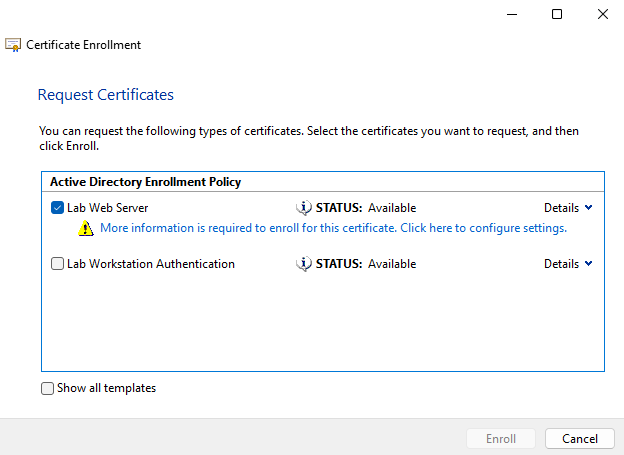 Certificate Enrollment
Request Certificates
You can request the following types of certificates. Select the certificates you want to request, and then
click Enroll.
Active Directory Enrollment Policy
Lab Web Server STATUS: Available Details
More information is required to enroll for this certificate. Click here to configure settings.
Lab Workstation Authentication STATUS: Available Details
Show all templates
Enroll Cancel